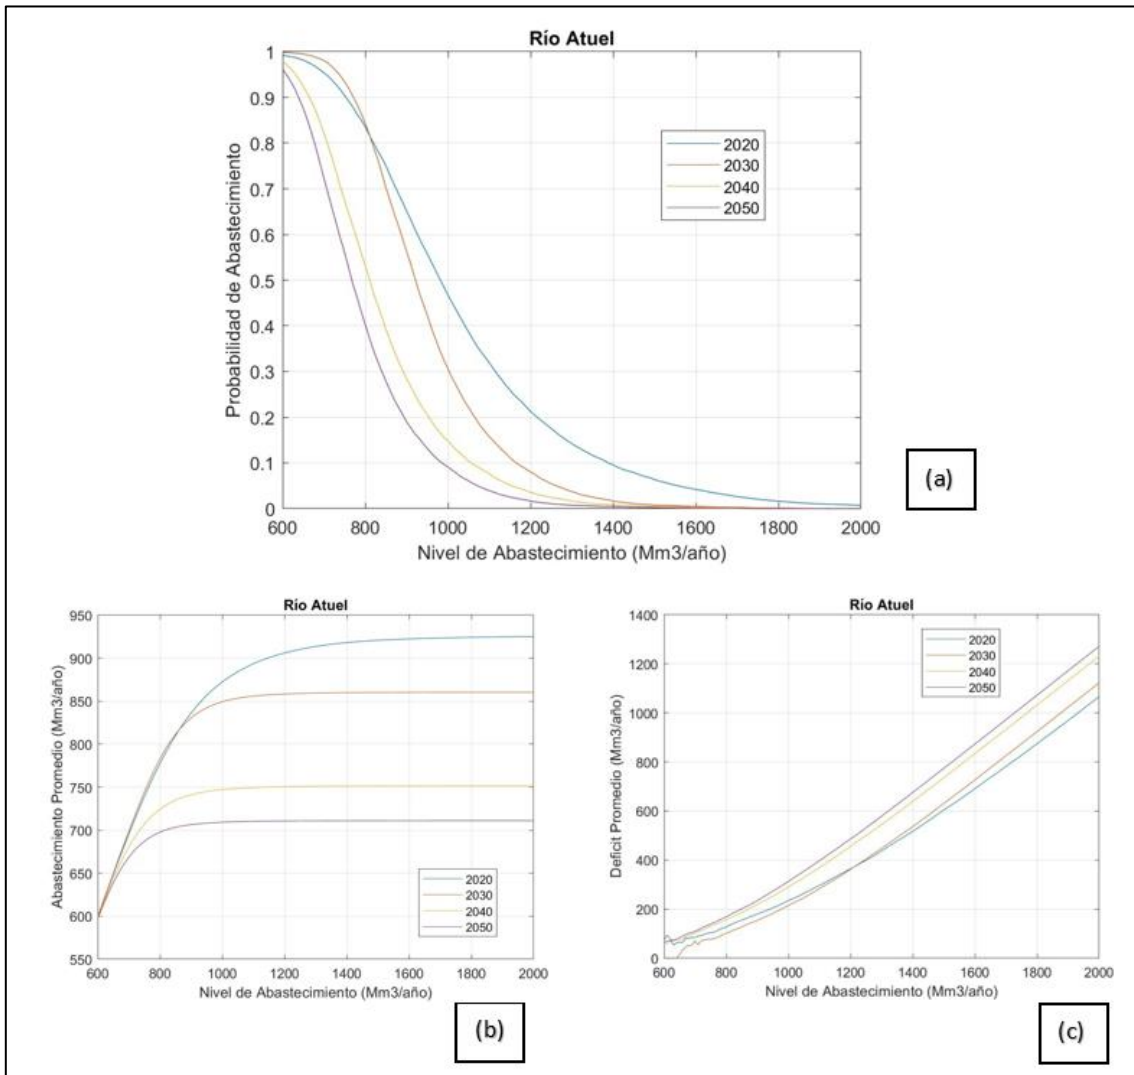 Río Atuel
1
0.9
0.8
0.7
0.6
0.5
0.4
0.3
0.2
0.1
0
Probabilidad de Abastecimiento
2020
2030
2040
2050
600 800 1000 1200 1400 1600 1800 2000
Nivel de Abastecimiento (Mm3/año)
(a)
Río Atuel
950
900
850
800
750
700
650
600
550
Abastecimiento Promedio (Mm3/año)
2020
2030
2040
2050
600 800 1000 1200 1400 1600 1800 2000
Nivel de Abastecimiento (Mm3/año)
(b)
Río Atuel
1400
1200
1000
800
600
400
200
0
Deficit Promedio (Mm3/año)
2020
2030
2040
2050
600 800 1000 1200 1400 1600 1800 2000
Nivel de Abastecimiento (Mm3/año)
(c)